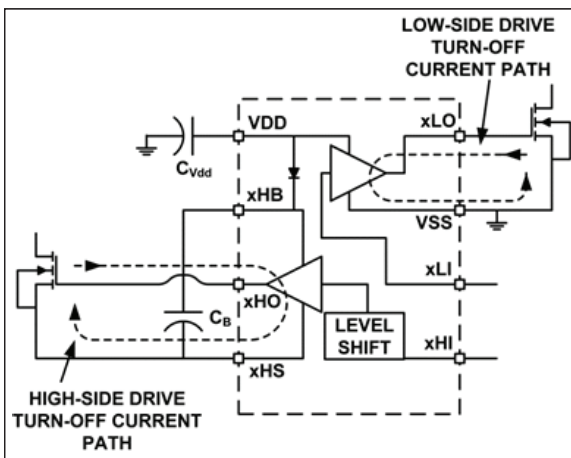 LOW-SIDE DRIVE
TURN-OFF
CURRENT PATH
VDD
xLO
CVdd
xHB
VSS
xLI
xHO
CB
LEVEL
SHIFT
xHI
xHS
HIGH-SIDE DRIVE
TURN-OFF CURRENT
PATH